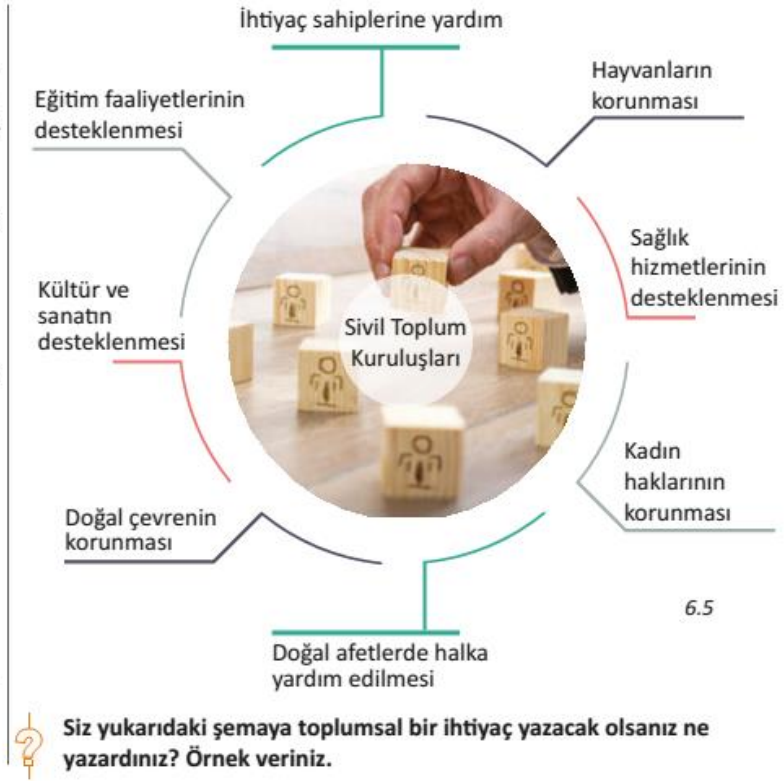 İhtiyaç sahiplerine yardım
Hayvanların
korunması
Eğitim faaliyetlerinin
desteklenmesi
Sağlık
hizmetlerinin
desteklenmesi
Kültür ve
sanatın
desteklenmesi
Sivil Toplum
Kuruluşları
Kadın
haklarının
korunması
Doğal çevrenin
korunması
6.5
Doğal afetlerde halka
yardım edilmesi
Siz yukarıdaki şemaya toplumsal bir ihtiyaç yazacak olsanız ne
yazardınız? Örnek veriniz.